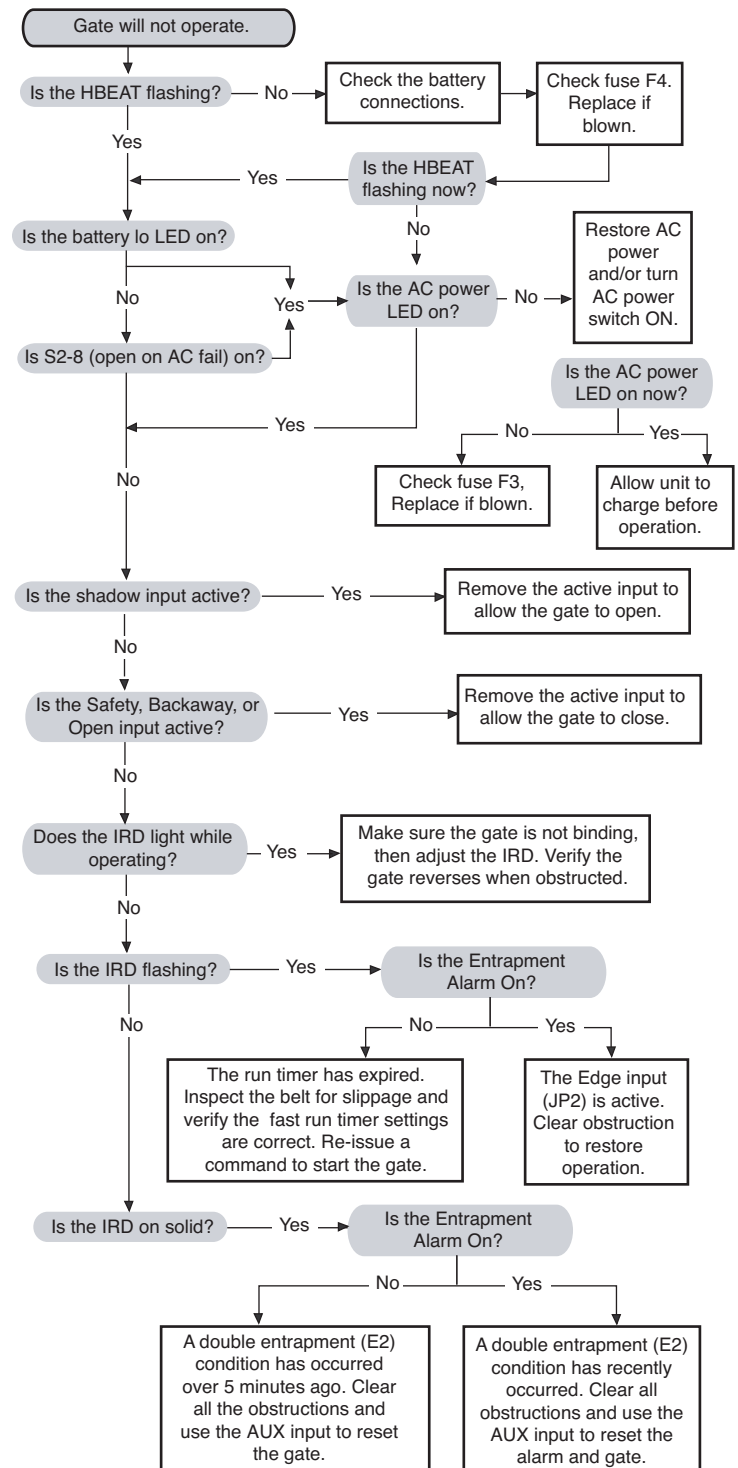 Gate will not operate.
Is the HBEAT flashing?
No
Check the battery
connections.
Check fuse F4.
Replace if
blown.
Yes
Is the HBEAT
flashing now?
Yes
No
Is the battery lo LED on?
Restore AC
power
and/or turn
AC power
switch ON.
No
Yes
Is the AC power
LED on?
No
Is S2-8 (open on AC fail) on?
Is the AC power
LED on now?
Yes
No
Yes
No
Check fuse F3,
Replace if blown.
Allow unit to
charge before
operation.
Is the shadow input active?
Yes
Remove the active input to
allow the gate to open.
No
Is the Safety, Backaway, or
Open input active?
Yes
Remove the active input to
allow the gate to close.
No
Does the IRD light while
operating?
Yes
Make sure the gate is not binding,
then adjust the IRD. Verify the
gate reverses when obstructed.
No
Is the IRD flashing?
Yes
Is the Entrapment
Alarm On?
No
No
Yes
The run timer has expired.
Inspect the belt for slippage and
verify the fast run timer settings
are correct. Re-issue a
command to start the gate.
The Edge input
(JP2) is active.
Clear obstruction
to restore
operation.
Is the IRD on solid?
Yes
Is the Entrapment
Alarm On?
No
Yes
A double entrapment (E2)
condition has occurred
over 5 minutes ago. Clear
all the obstructions and
use the AUX input to reset
the gate.
A double entrapment (E2)
condition has recently
occurred. Clear all
obstructions and use the
AUX input to reset the
alarm and gate.